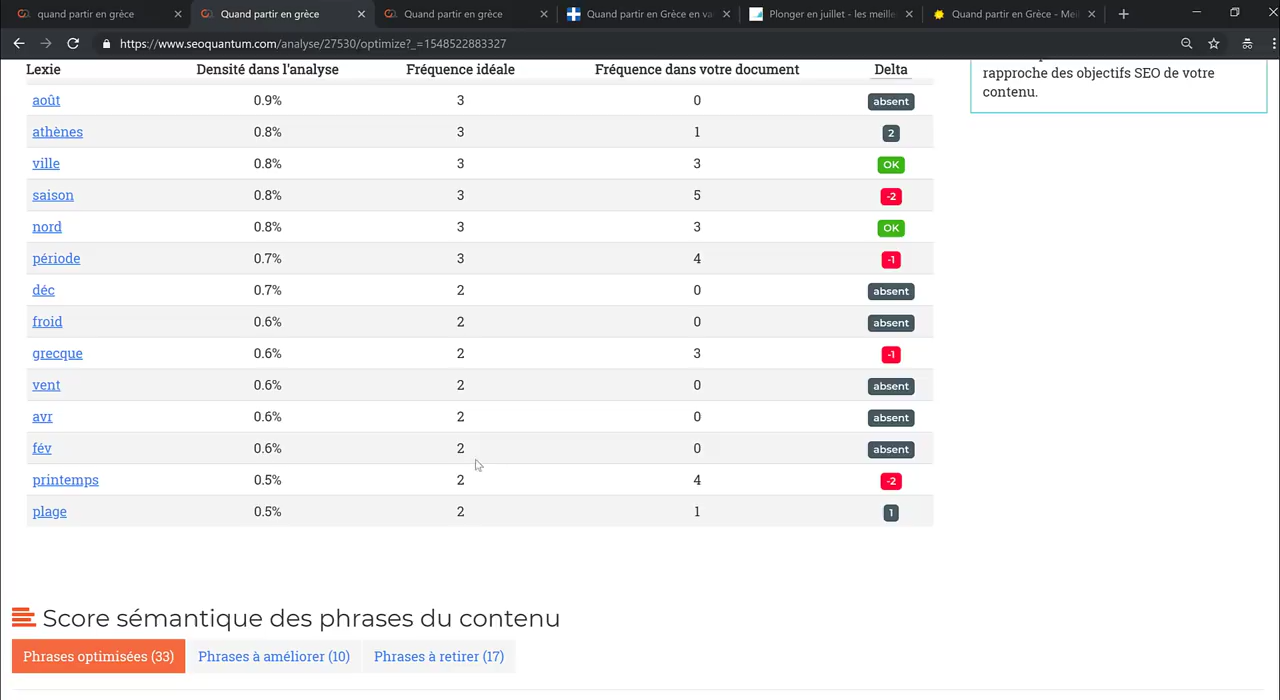 quand partir en grèce
Quand partir en grèce
Quand partir en grèce
Quand partir en Grèce en va
Plonger en juillet - les meille
Quand partir en Grèce - Mei
https://www.seoquantum.com/analyse/27530/optimize?_=1548522883327
Lexie Densité dans l'analyse Fréquence idéale Fréquence dans votre document Delta
août 0.9% 3 0 absent
athènes 0.8% 3 1 2
ville 0.8% 3 3 OK
saison 0.8% 3 5 -2
nord 0.8% 3 3 OK
période 0.7% 3 4 -1
déc 0.7% 2 0 absent
froid 0.6% 2 0 absent
grecque 0.6% 2 3 -1
vent 0.6% 2 0 absent
avr 0.6% 2 0 absent
fév 0.6% 2 0 absent
printemps 0.5% 2 4 -2
plage 0.5% 2 1 1
rapproche des objectifs SEO de votre
contenu.
Score sémantique des phrases du contenu
Phrases optimisées (33) Phrases à améliorer (10) Phrases à retirer (17)